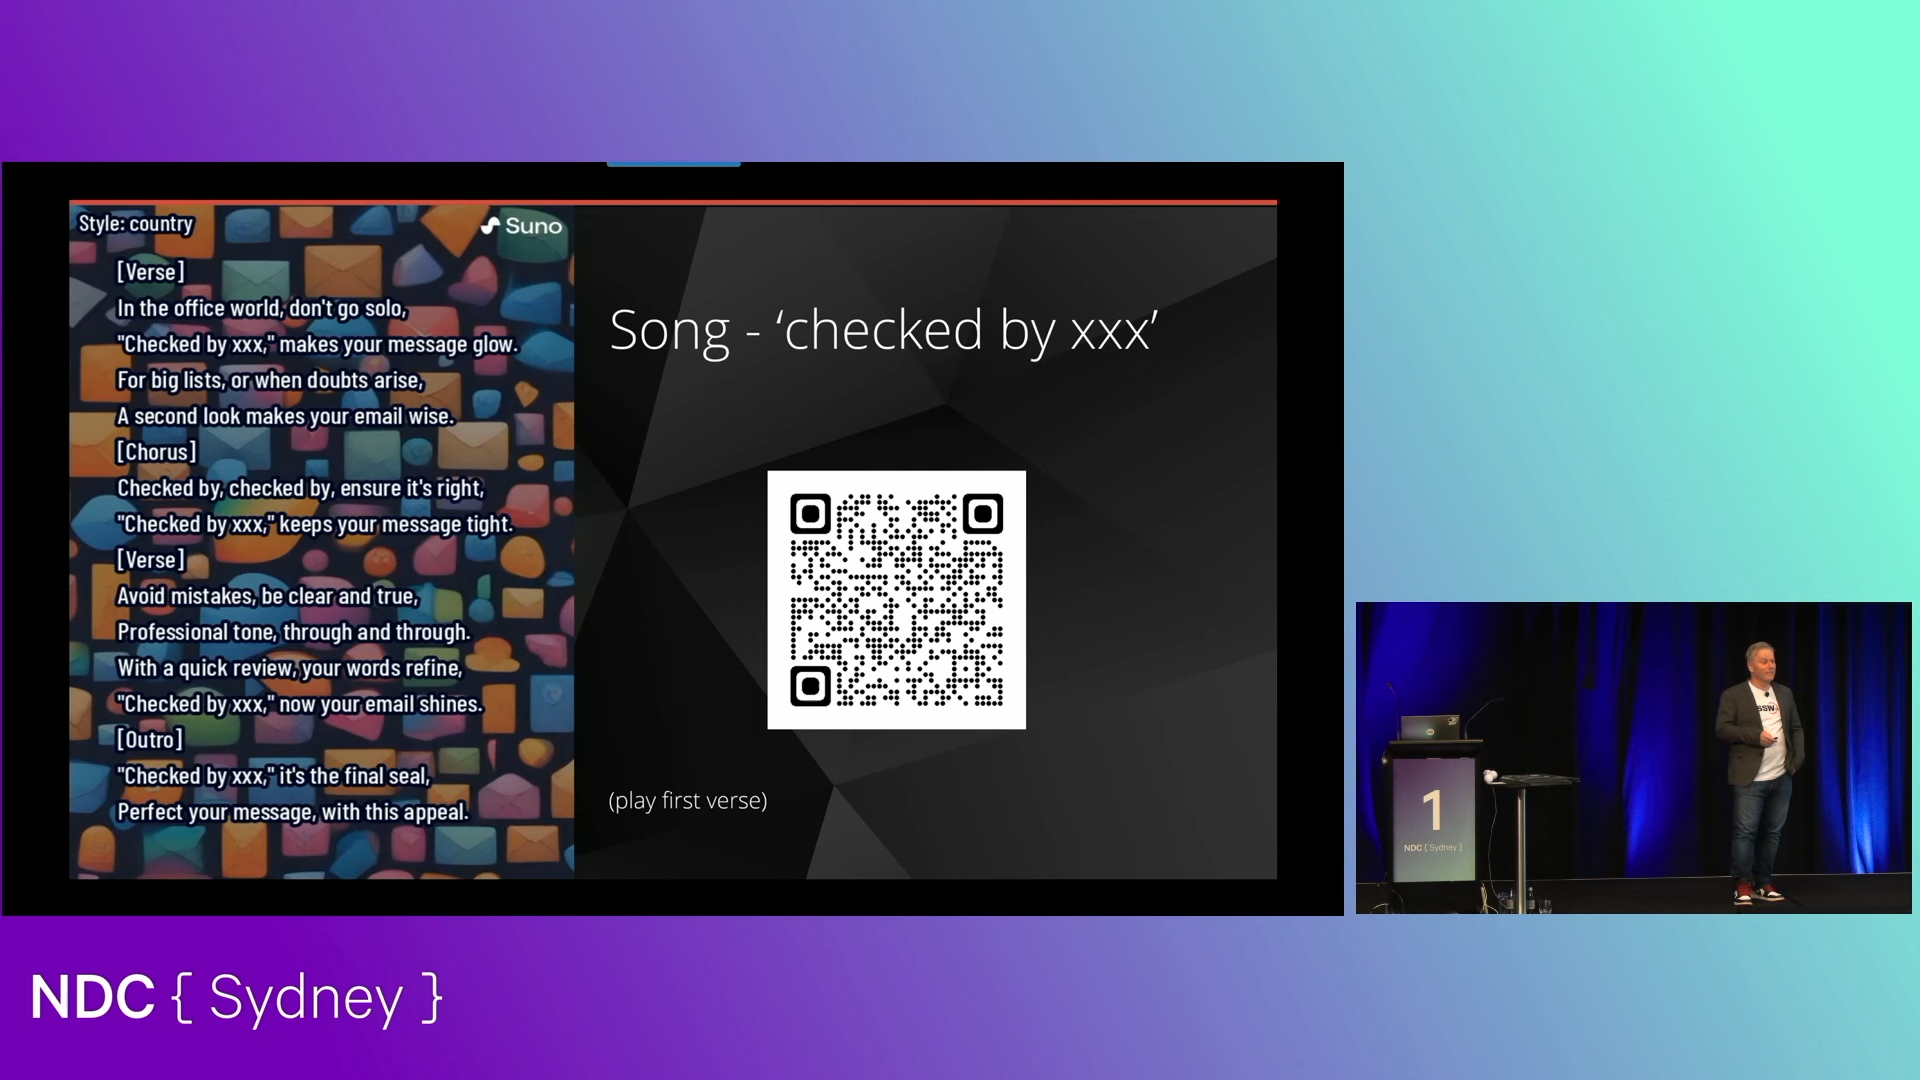 Style: country
Suno
[Verse]
In the office world, don't go solo,
"Checked by xxx," makes your message glow.
For big lists, or when doubts arise,
A second look makes your email wise.
[Chorus]
Checked by, checked by, ensure it's right,
"Checked by xxx," keeps your message tight.
[Verse]
Avoid mistakes, be clear and true,
Professional tone, through and through.
With a quick review, your words refine,
"Checked by xxx," now your email shines.
[Outro]
"Checked by xxx," it's the final seal,
Perfect your message, with this appeal.
Song - ‘checked by xxx’
(play first verse)
SSW
1
NDC { Sydney }
NDC { Sydney }